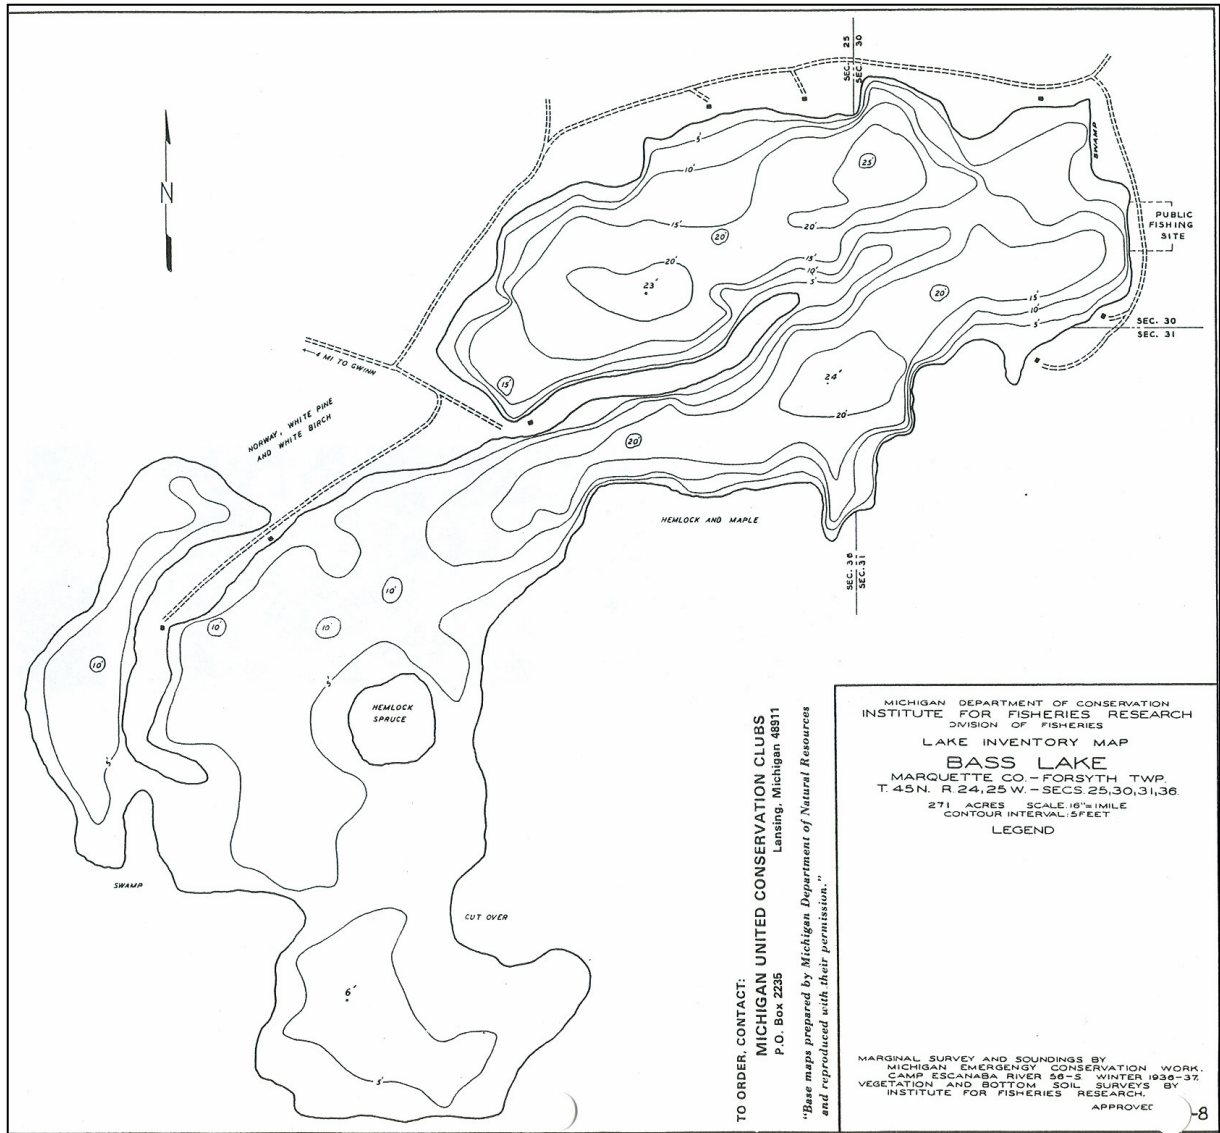 SEC. 25
SEC. 30
5'
10'
25'
SWAMP
N
15'
20'
20'
PUBLIC
FISHING
SITE
20'
23'
15'
10'
5'
20'
15'
10'
5'
SEC. 30
SEC. 31
4 MI TO GWINN
15'
24'
20'
NORWAY, WHITE PINE
AND WHITE BIRCH
20'
HEMLOCK AND MAPLE
SEC. 36
SEC. 31
10'
10'
10'
10'
5'
HEMLOCK
SPRUCE
5'
SWAMP
CUT OVER
6'
5'
TO ORDER, CONTACT:
MICHIGAN UNITED CONSERVATION CLUBS
P.O. Box 2235 Lansing, Michigan 48911
"Base maps prepared by Michigan Department of Natural Resources
and reproduced with their permission."
MICHIGAN DEPARTMENT OF CONSERVATION
INSTITUTE FOR FISHERIES RESEARCH
DIVISION OF FISHERIES
LAKE INVENTORY MAP
BASS LAKE
MARQUETTE CO.-FORSYTH TWP.
T. 45N. R. 24,25 W.-SECS. 25,30,31,36.
271 ACRES SCALE:16"=1MILE
CONTOUR INTERVAL:5FEET
LEGEND
MARGINAL SURVEY AND SOUNDINGS BY
MICHIGAN EMERGENCY CONSERVATION WORK.
CAMP ESCANABA RIVER 56-S WINTER 1936-37.
VEGETATION AND BOTTOM SOIL SURVEYS BY
INSTITUTE FOR FISHERIES RESEARCH.
APPROVED
-8